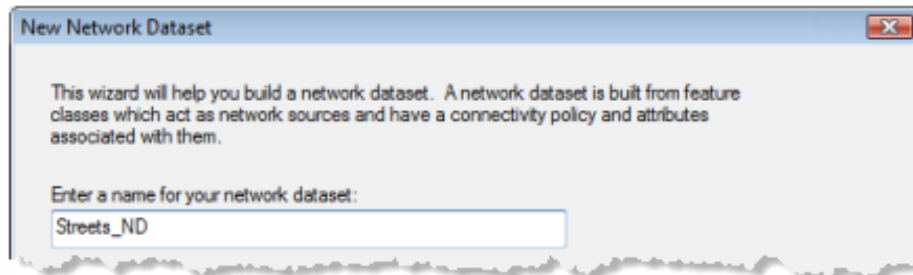 New Network Dataset
This wizard will help you build a network dataset.  A network dataset is built from feature
classes which act as network sources and have a connectivity policy and attributes
associated with them.
Enter a name for your network dataset:
Streets_ND